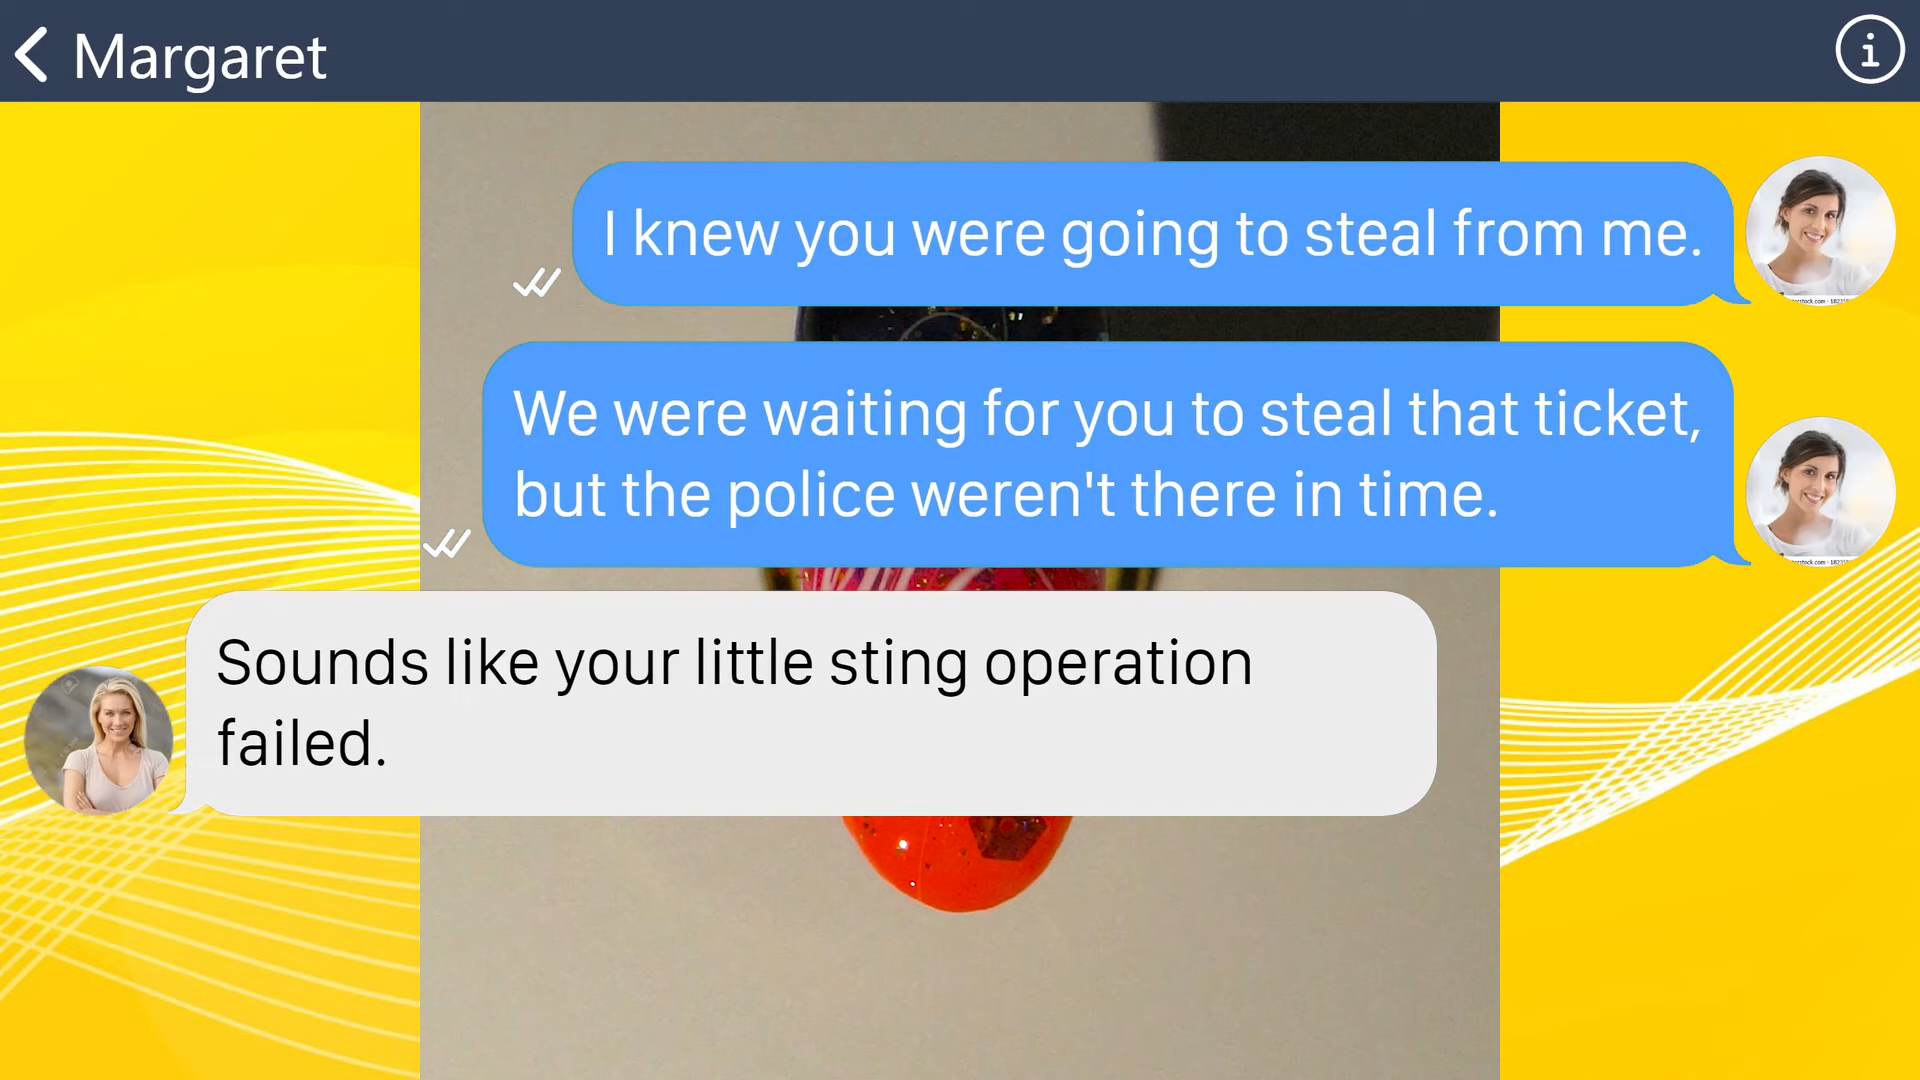 Margaret
I knew you were going to steal from me.
We were waiting for you to steal that ticket,
but the police weren't there in time.
Sounds like your little sting operation
failed.